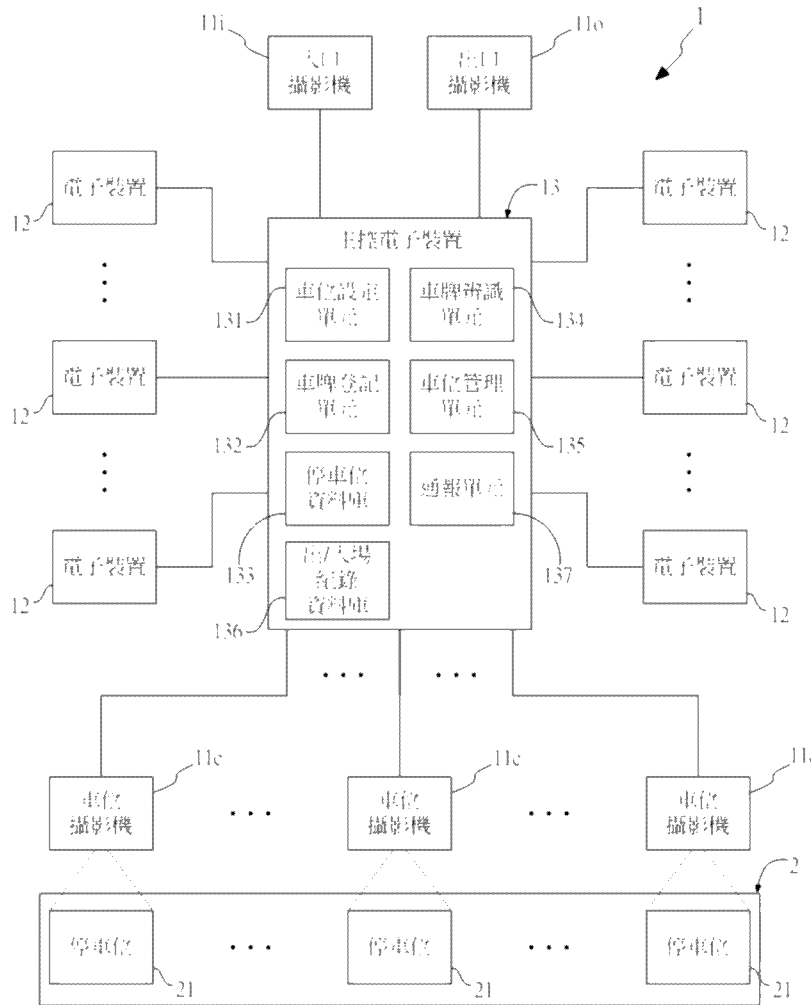 11i
11o
1
入口
攝影機
出口
攝影機
電子裝置
12
13
電子裝置
12
主控電子裝置
車位設定
單元
131
車牌辨識
單元
134
電子裝置
12
車牌登記
單元
132
車位管理
單元
135
電子裝置
12
停車位
資料庫
133
通報單元
137
電子裝置
12
出/入場
紀錄
資料庫
136
電子裝置
12
11c
11c
11c
車位
攝影機
車位
攝影機
車位
攝影機
2
停車位
21
停車位
21
停車位
21